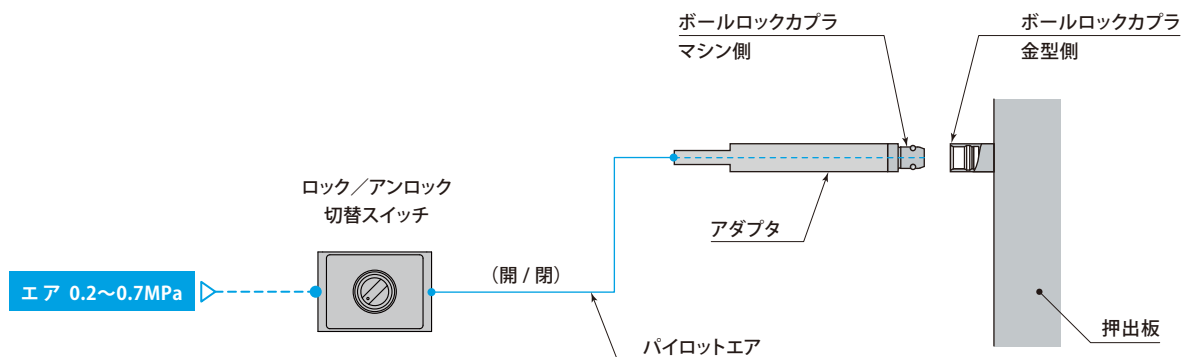 ボールロックカプラ
マシン側
ボールロックカプラ
金型側
ロック／アンロック
切替スイッチ
アダプタ
エア 0.2～0.7MPa
（開 / 閉）
パイロットエア
押出板